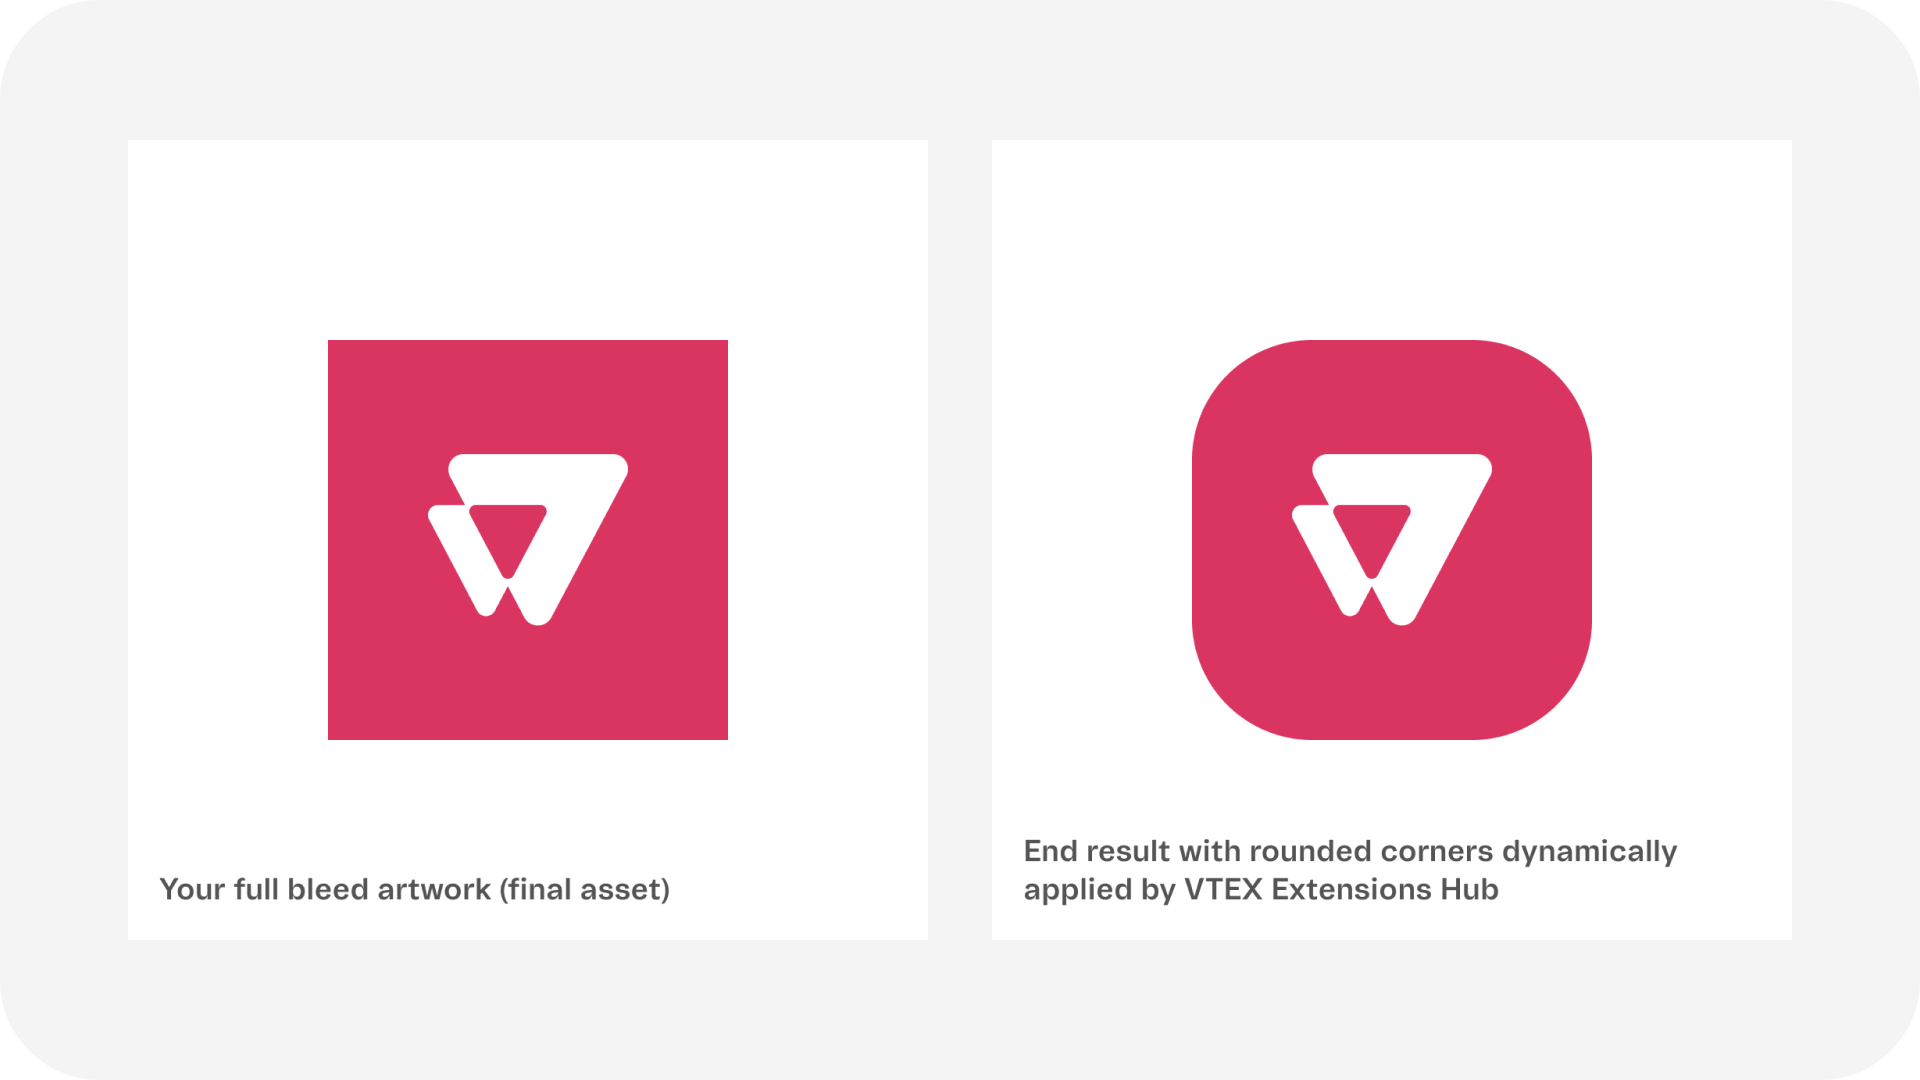 Your full bleed artwork (final asset)
End result with rounded corners dynamically
applied by VTEX Extensions Hub